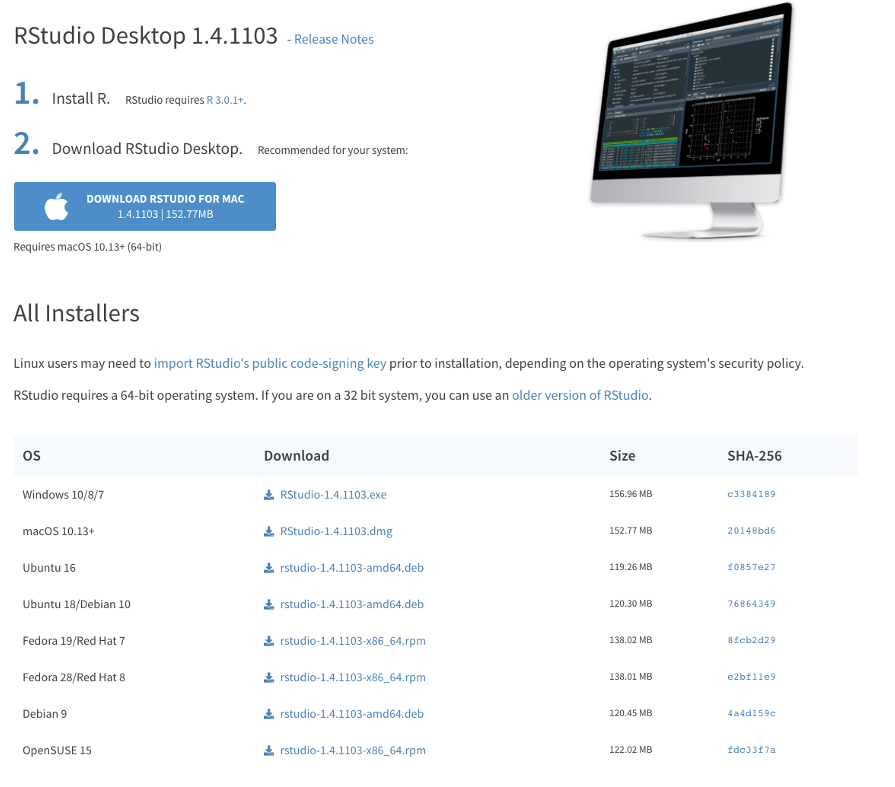 RStudio Desktop 1.4.1103 - Release Notes
1. Install R. RStudio requires R 3.0.1+.
2. Download RStudio Desktop. Recommended for your system:
DOWNLOAD RSTUDIO FOR MAC
1.4.1103 | 152.77MB
Requires macOS 10.13+ (64-bit)
All Installers
Linux users may need to import RStudio's public code-signing key prior to installation, depending on the operating system's security policy.
RStudio requires a 64-bit operating system. If you are on a 32 bit system, you can use an older version of RStudio.
OS Download Size SHA-256
Windows 10/8/7 RStudio-1.4.1103.exe 156.96 MB c3384189
macOS 10.13+ RStudio-1.4.1103.dmg 152.77 MB 20148bd6
Ubuntu 16 rstudio-1.4.1103-amd64.deb 119.26 MB f0857e27
Ubuntu 18/Debian 10 rstudio-1.4.1103-amd64.deb 120.30 MB 76864349
Fedora 19/Red Hat 7 rstudio-1.4.1103-x86_64.rpm 138.02 MB 8fcb2d29
Fedora 28/Red Hat 8 rstudio-1.4.1103-x86_64.rpm 138.01 MB e2bf11e9
Debian 9 rstudio-1.4.1103-amd64.deb 120.45 MB 4a4d159c
OpenSUSE 15 rstudio-1.4.1103-x86_64.rpm 122.02 MB fdc33f7a